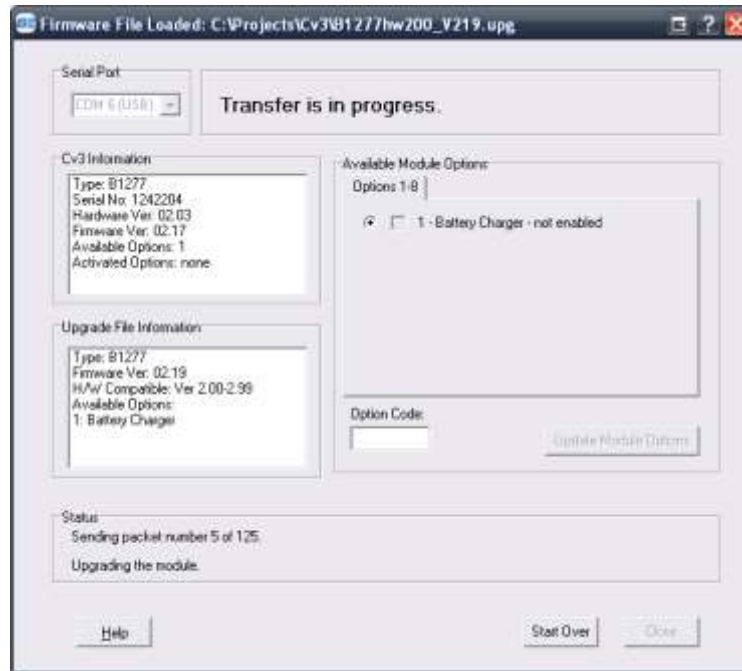 Firmware File Loaded: C:\Projects\Cv3\B1277hw200_V219.upg
Serial Port
COM 6 (USB)
Transfer is in progress.
Cv3 Information
Type: B1277
Serial No: 1242204
Hardware Ver: 02.03
Firmware Ver: 02.17
Available Options: 1
Activated Options: none
Available Module Options
Options 1-8
1 - Battery Charger - not enabled
Upgrade File Information
Type: B1277
Firmware Ver: 02.19
H/W Compatible: Ver 2.00-2.99
Available Options:
1: Battery Charger
Option Code:
Update Module Options
Status
Sending packet number 5 of 125.
Upgrading the module.
Help
Start Over
Close